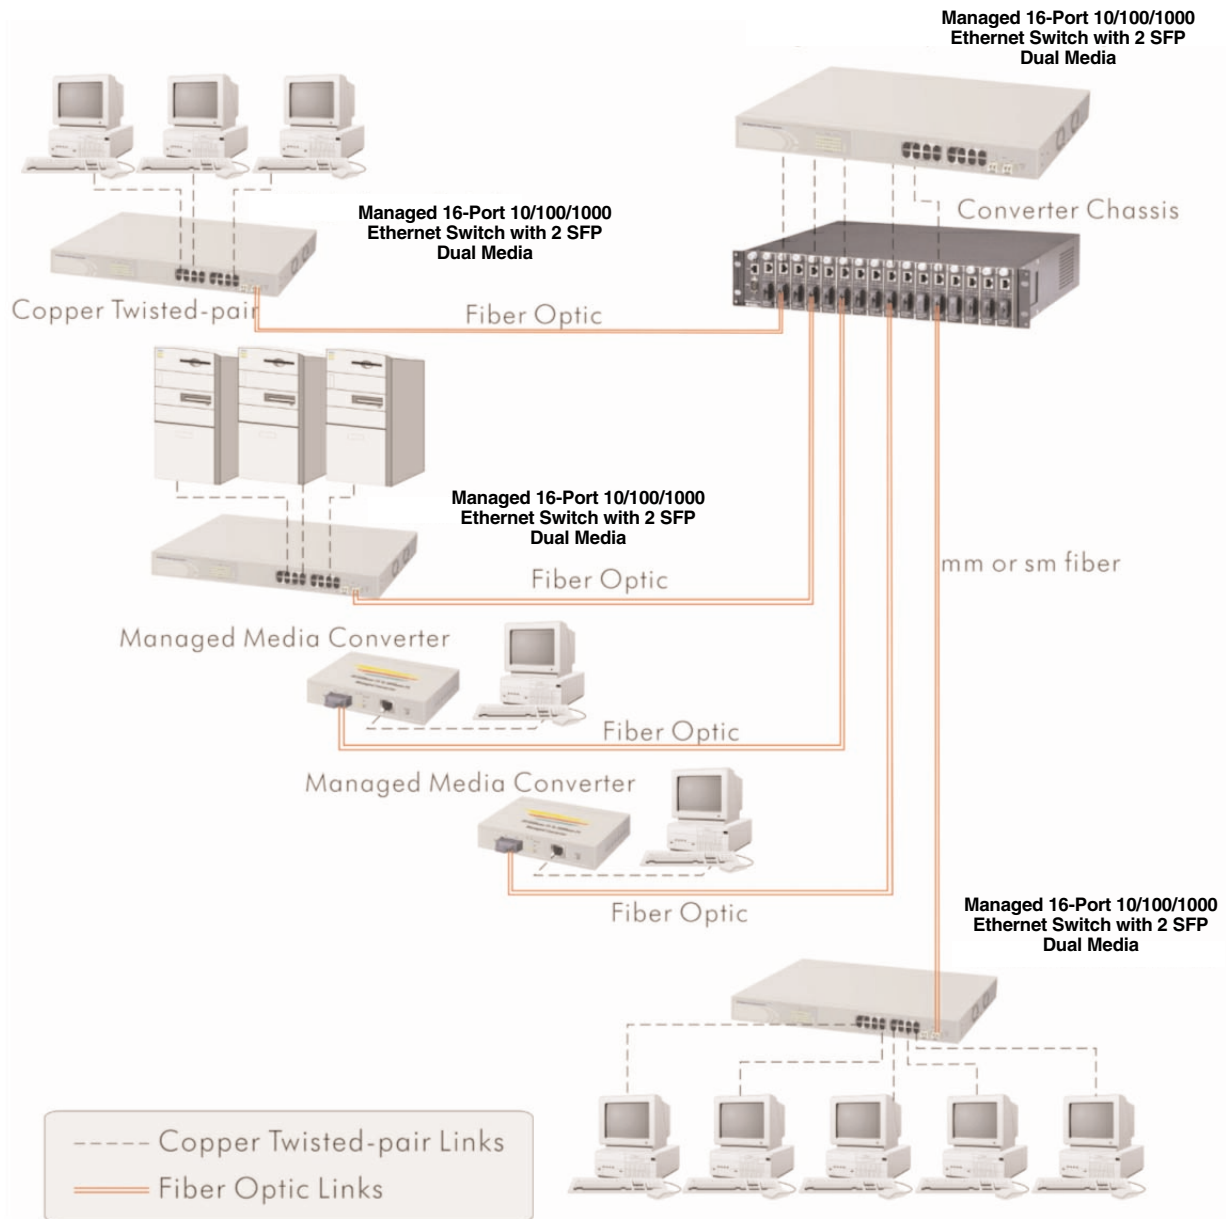 Managed 16-Port 10/100/1000
Ethernet Switch with 2 SFP
Dual Media
Converter Chassis
Managed 16-Port 10/100/1000
Ethernet Switch with 2 SFP
Dual Media
Copper Twisted-pair
Fiber Optic
Managed 16-Port 10/100/1000
Ethernet Switch with 2 SFP
Dual Media
Fiber Optic
mm or sm fiber
Managed Media Converter
Fiber Optic
Managed Media Converter
Fiber Optic
Managed 16-Port 10/100/1000
Ethernet Switch with 2 SFP
Dual Media
Copper Twisted-pair Links
Fiber Optic Links